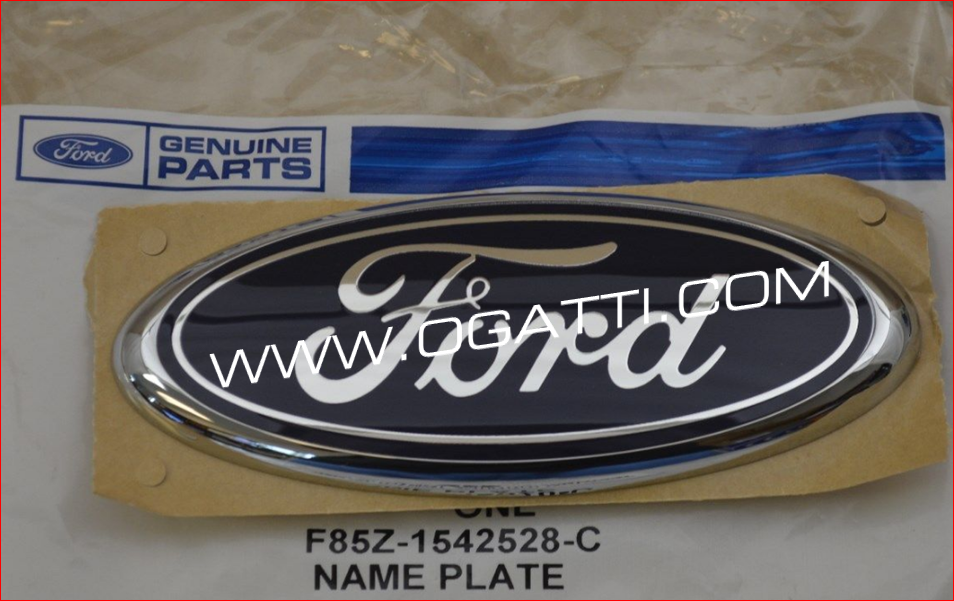 Ford
GENUINE
PARTS
Ford
WWW.OGATTI.COM
ONE
F85Z-1542528-C
NAME PLATE